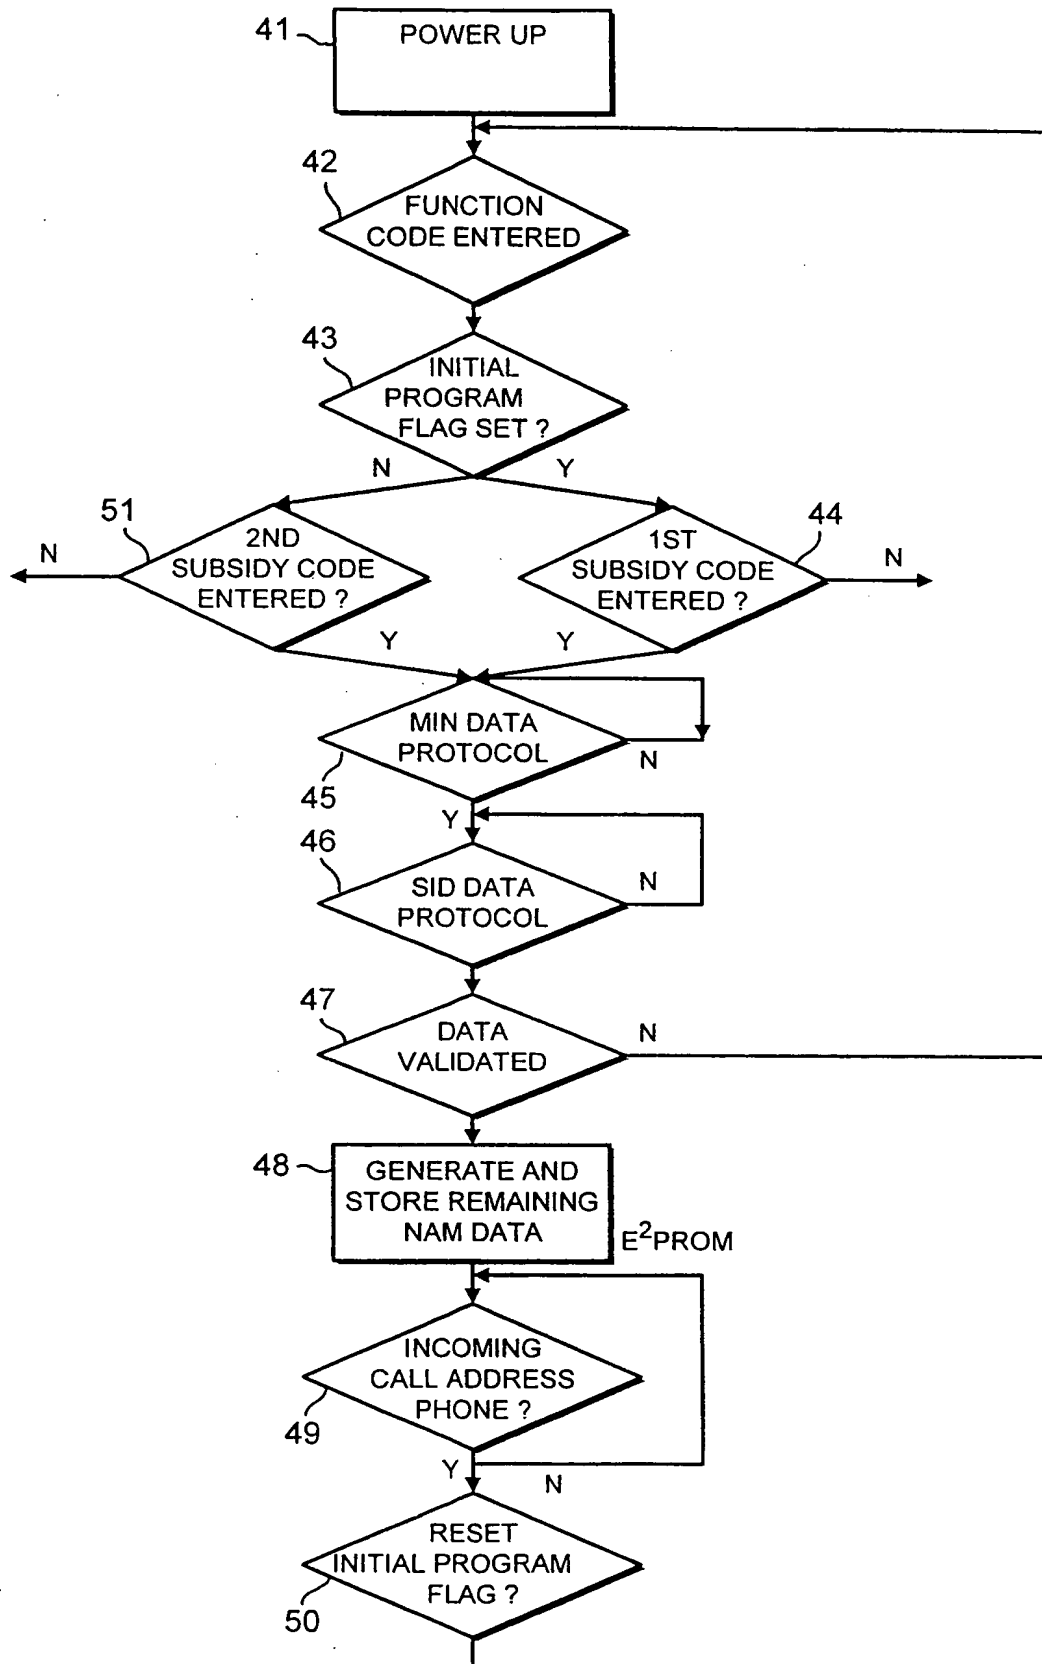 41
POWER UP
42
FUNCTION
CODE ENTERED
43
INITIAL
PROGRAM
FLAG SET ?
N
Y
51
N
2ND
SUBSIDY CODE
ENTERED ?
44
1ST
SUBSIDY CODE
ENTERED ?
N
Y
Y
MIN DATA
PROTOCOL
N
45
Y
46
SID DATA
PROTOCOL
N
47
DATA
VALIDATED
N
48
GENERATE AND
STORE REMAINING
NAM DATA
E²PROM
INCOMING
CALL ADDRESS
PHONE ?
49
Y
N
RESET
INITIAL PROGRAM
FLAG ?
50